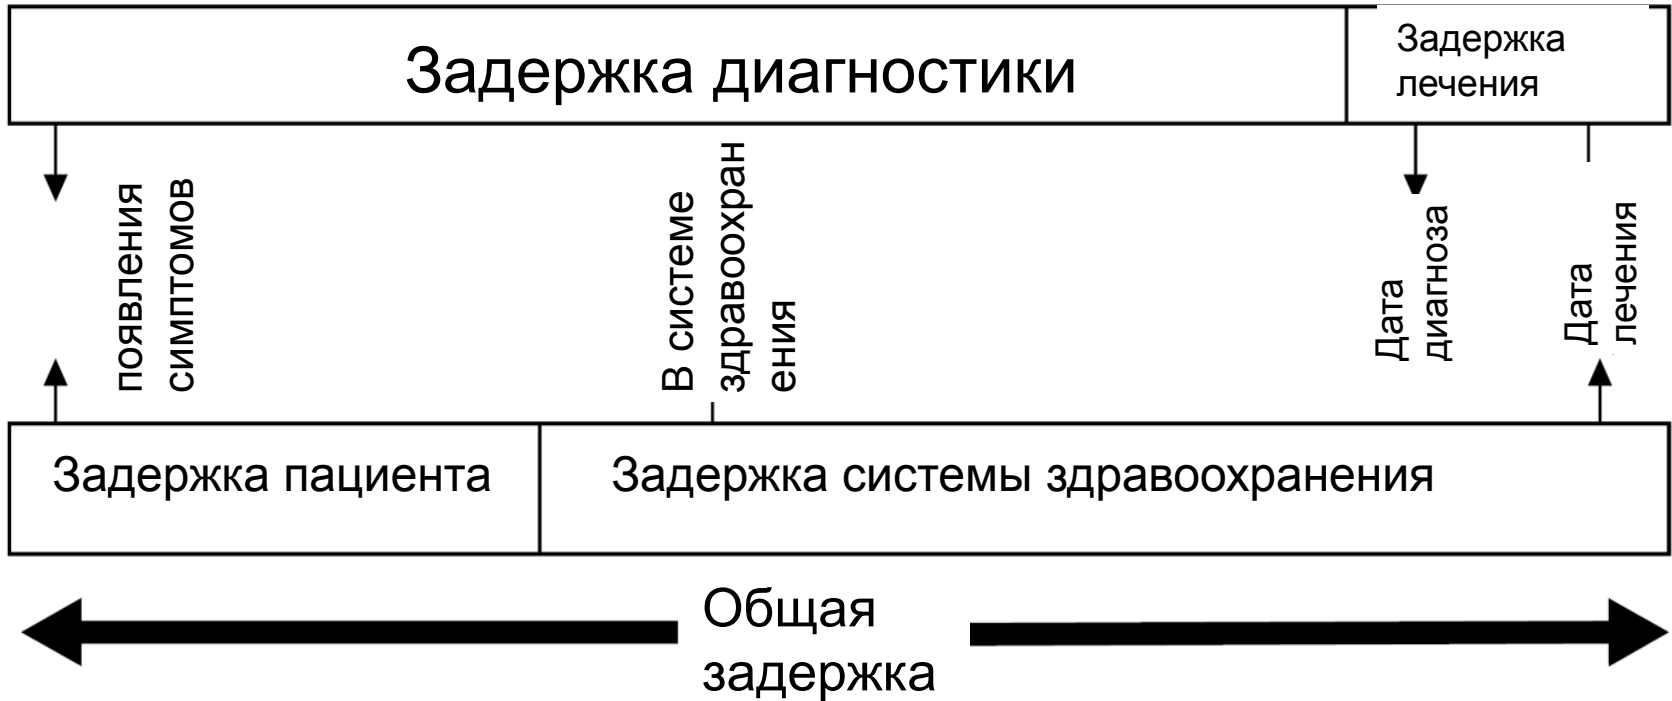 Задержка диагностики
Задержка
лечения
появления
симптомов
В системе
здравоохран
ения
Дата
диагноза
Дата
лечения
Задержка пациента
Задержка системы здравоохранения
Общая
задержка